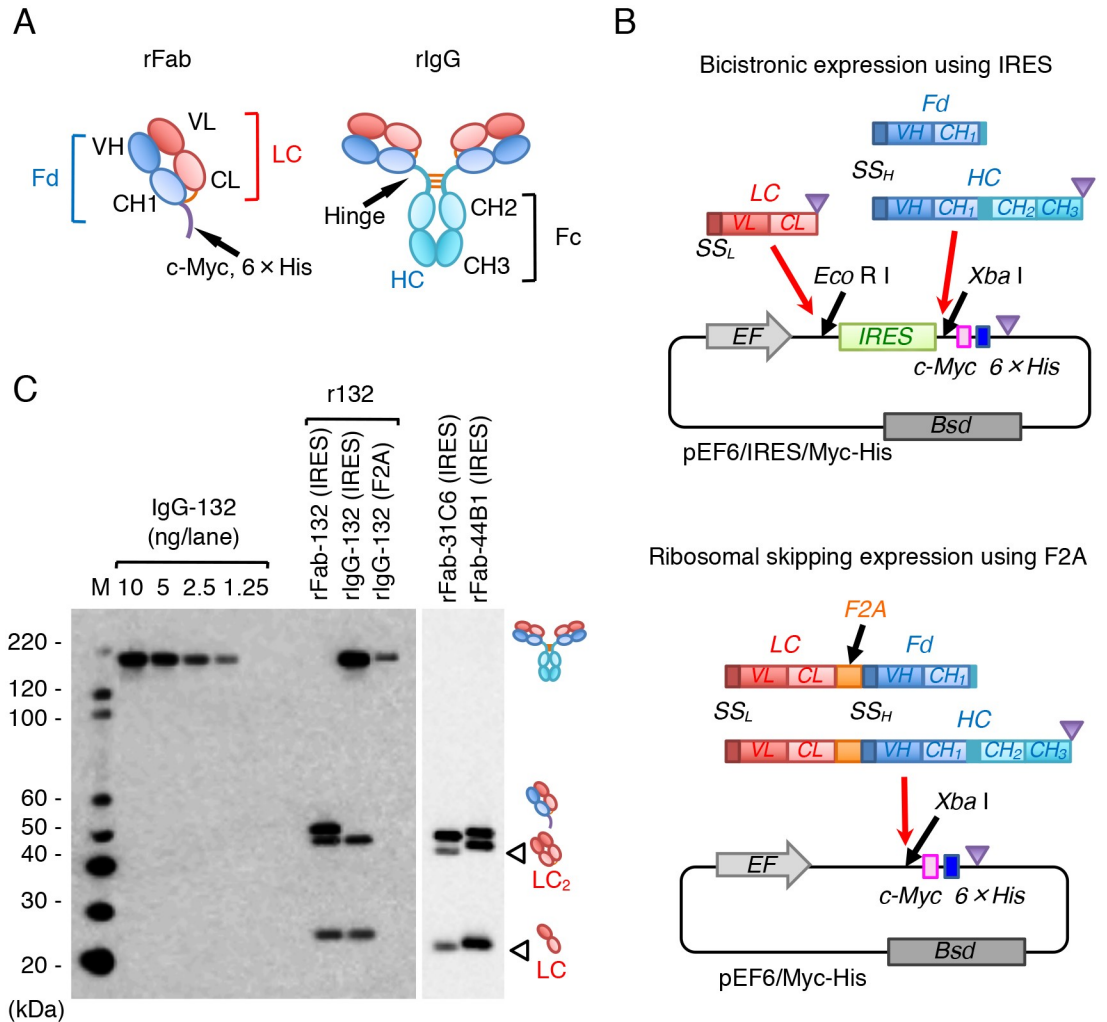 A
rFab
rIgG
VL
VH
Fd
LC
CL
CH1
c-Myc, 6 × His
Hinge
CH2
Fc
CH3
HC
B
Bicistronic expression using IRES
Fd
VH CH1
SSH
HC
VH CH1 CH2 CH3
LC
VL CL
SSL
Eco R I
Xba I
EF
IRES
c-Myc 6 × His
Bsd
pEF6/IRES/Myc-His
Ribosomal skipping expression using F2A
F2A
LC
Fd
VL CL VH CH1
SSL
SSH
HC
VL CL VH CH1 CH2 CH3
Xba I
EF
c-Myc 6 × His
Bsd
pEF6/Myc-His
C
r132
IgG-132
(ng/lane)
M 10 5 2.5 1.25
rFab-132 (IRES)
rIgG-132 (IRES)
rIgG-132 (F2A)
rFab-31C6 (IRES)
rFab-44B1 (IRES)
220 -
120 -
100 -
60 -
50 -
40 -
30 -
20 -
(kDa)
LC2
LC